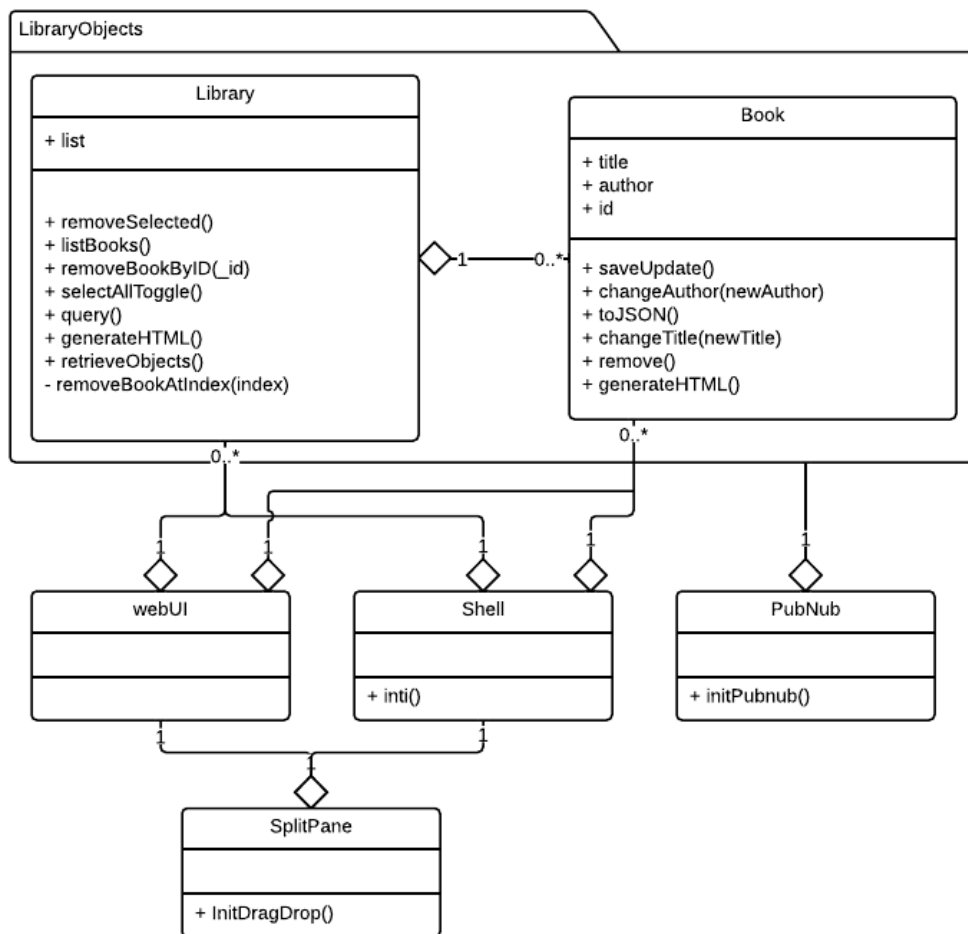 LibraryObjects
Library
+ list
+ removeSelected()
+ listBooks()
+ removeBookByID(_id)
+ selectAllToggle()
+ query()
+ generateHTML()
+ retrieveObjects()
- removeBookAtIndex(index)
1
0..*
Book
+ title
+ author
+ id
+ saveUpdate()
+ changeAuthor(newAuthor)
+ toJSON()
+ changeTitle(newTitle)
+ remove()
+ generateHTML()
0..*
0..*
1
1
1
1
1
webUI
Shell
+ inti()
PubNub
+ initPubnub()
1
1
1
SplitPane
+ InitDragDrop()